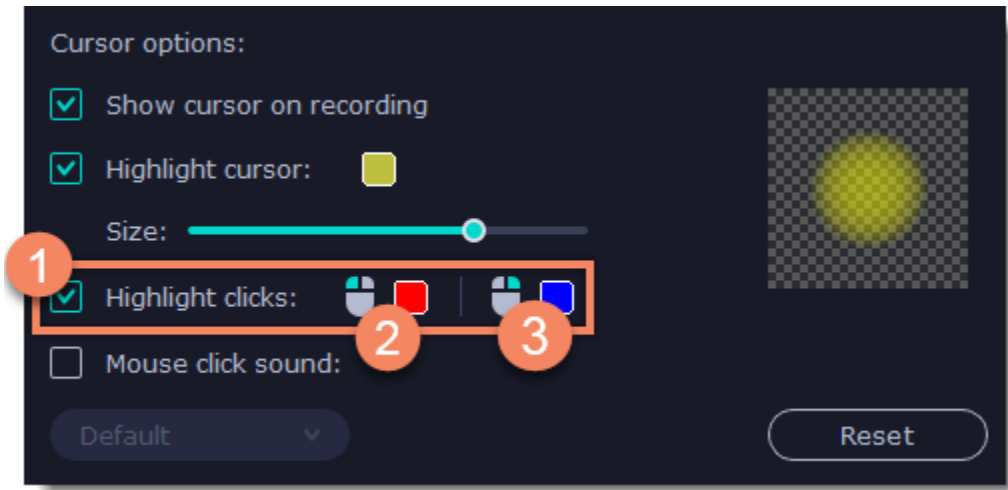 Cursor options:
Show cursor on recording
Highlight cursor:
Size:
1
Highlight clicks:
2
3
Mouse click sound:
Default
Reset